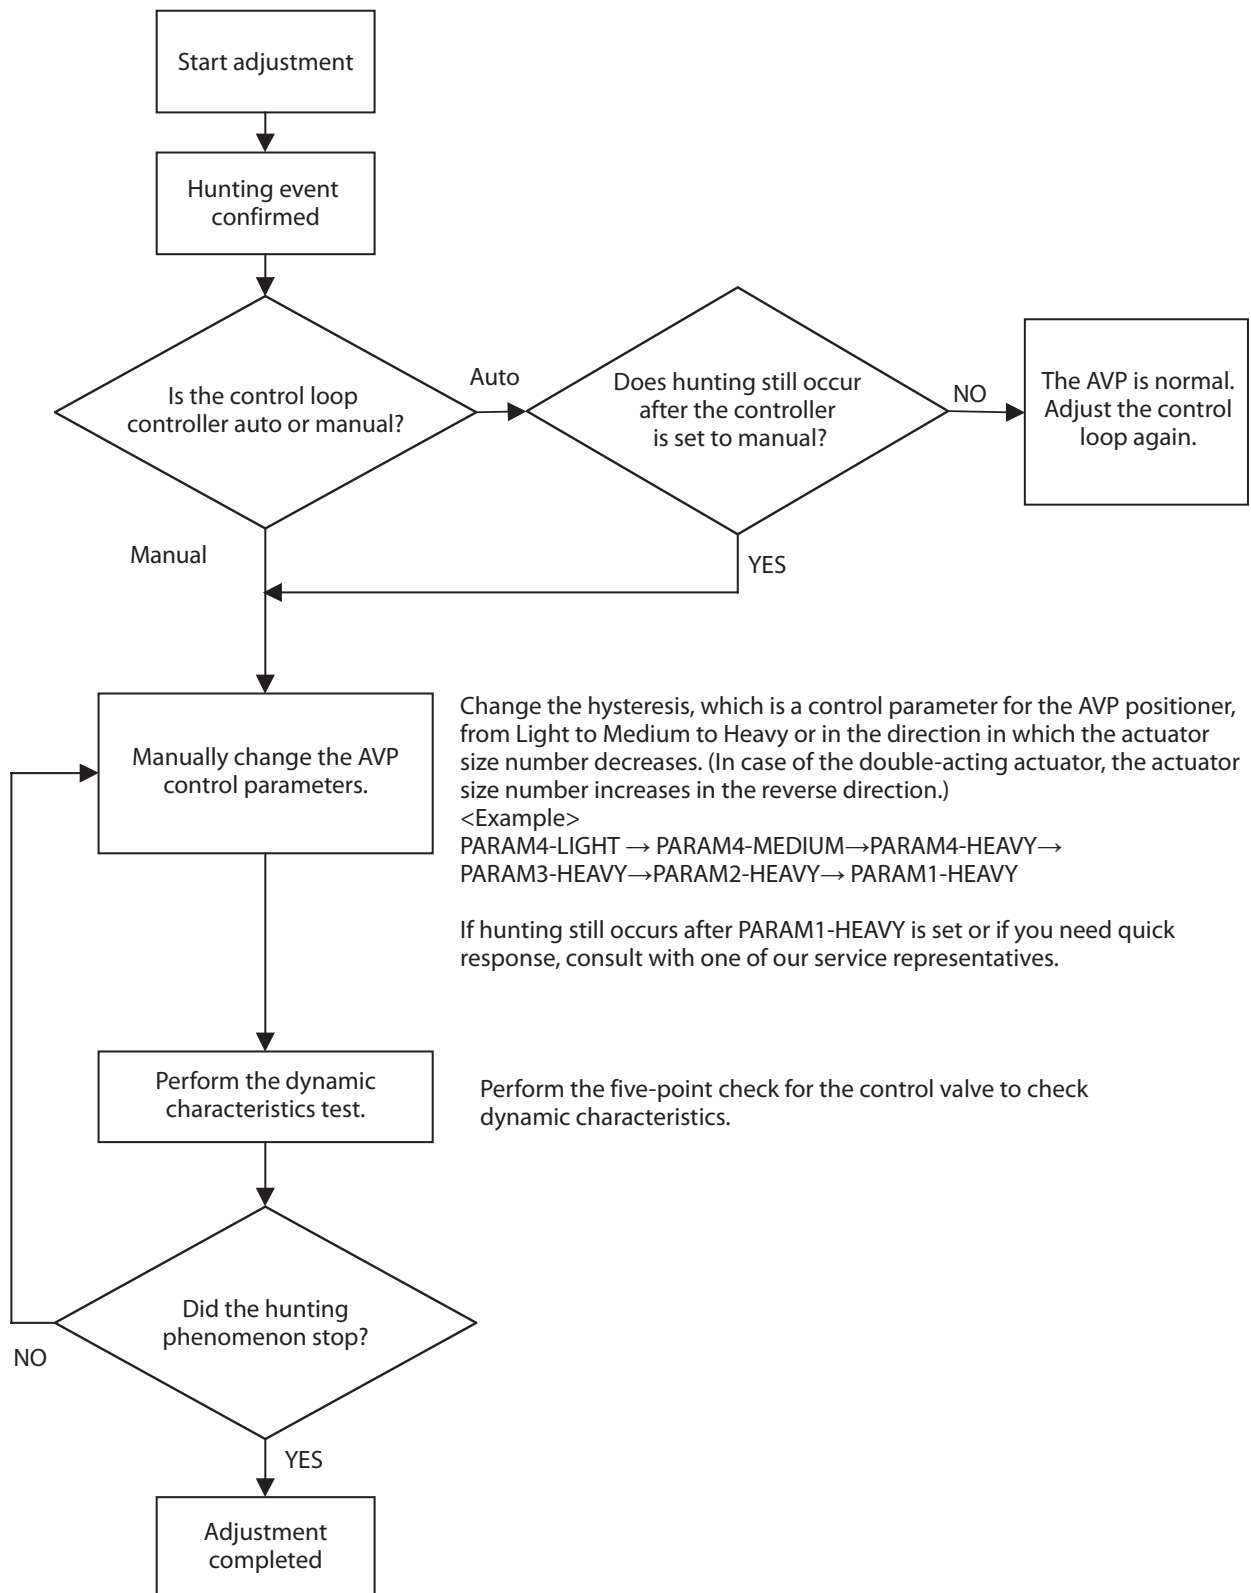 Start adjustment
Hunting event
confirmed
Is the control loop
controller auto or manual?
Auto
Does hunting still occur
after the controller
is set to manual?
NO
The AVP is normal.
Adjust the control
loop again.
Manual
YES
Manually change the AVP
control parameters.
Change the hysteresis, which is a control parameter for the AVP positioner,
from Light to Medium to Heavy or in the direction in which the actuator
size number decreases. (In case of the double-acting actuator, the actuator
size number increases in the reverse direction.)
<Example>
PARAM4-LIGHT → PARAM4-MEDIUM→PARAM4-HEAVY→
PARAM3-HEAVY→PARAM2-HEAVY→ PARAM1-HEAVY
If hunting still occurs after PARAM1-HEAVY is set or if you need quick
response, consult with one of our service representatives.
Perform the dynamic
characteristics test.
Perform the five-point check for the control valve to check
dynamic characteristics.
Did the hunting
phenomenon stop?
NO
YES
Adjustment
completed